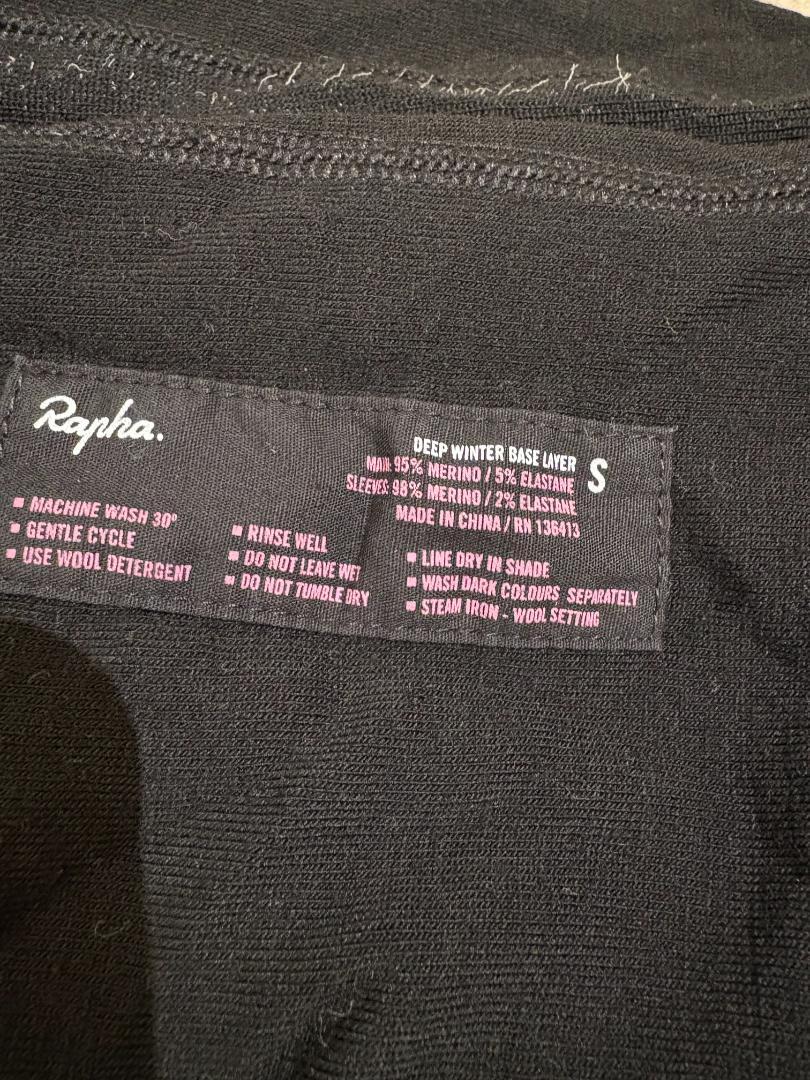 Rapha.
DEEP WINTER BASE LAYER S
MAIN: 95% MERINO / 5% ELASTANE
SLEEVES: 98% MERINO / 2% ELASTANE
MADE IN CHINA / RN 136413
■ MACHINE WASH 30°
■ GENTLE CYCLE
■ USE WOOL DETERGENT
■ RINSE WELL
■ DO NOT LEAVE WET
■ DO NOT TUMBLE DRY
■ LINE DRY IN SHADE
■ WASH DARK COLOURS SEPARATELY
■ STEAM IRON - WOOL SETTING